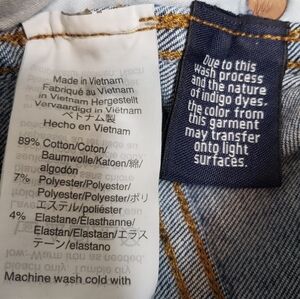 Made in Vietnam
Fabriqué au Vietnam
in Vietnam Hergestellt
Vervaardigd in Viëtnam
ベトナム製
Hecho en Vietnam
89% Cotton/Coton/
Baumwolle/Katoen/綿/
algodón
7% Polyester/Polyester/
Polyester/Polyester/ポリ
エステル/poliéster
4% Elastane/Élasthanne/
Elastan/Elastaan/エラス
テーン/elastano
Machine wash cold with
Due to this
wash process
and the nature
of indigo dyes,
the color from
this garment
may transfer
onto light
surfaces.